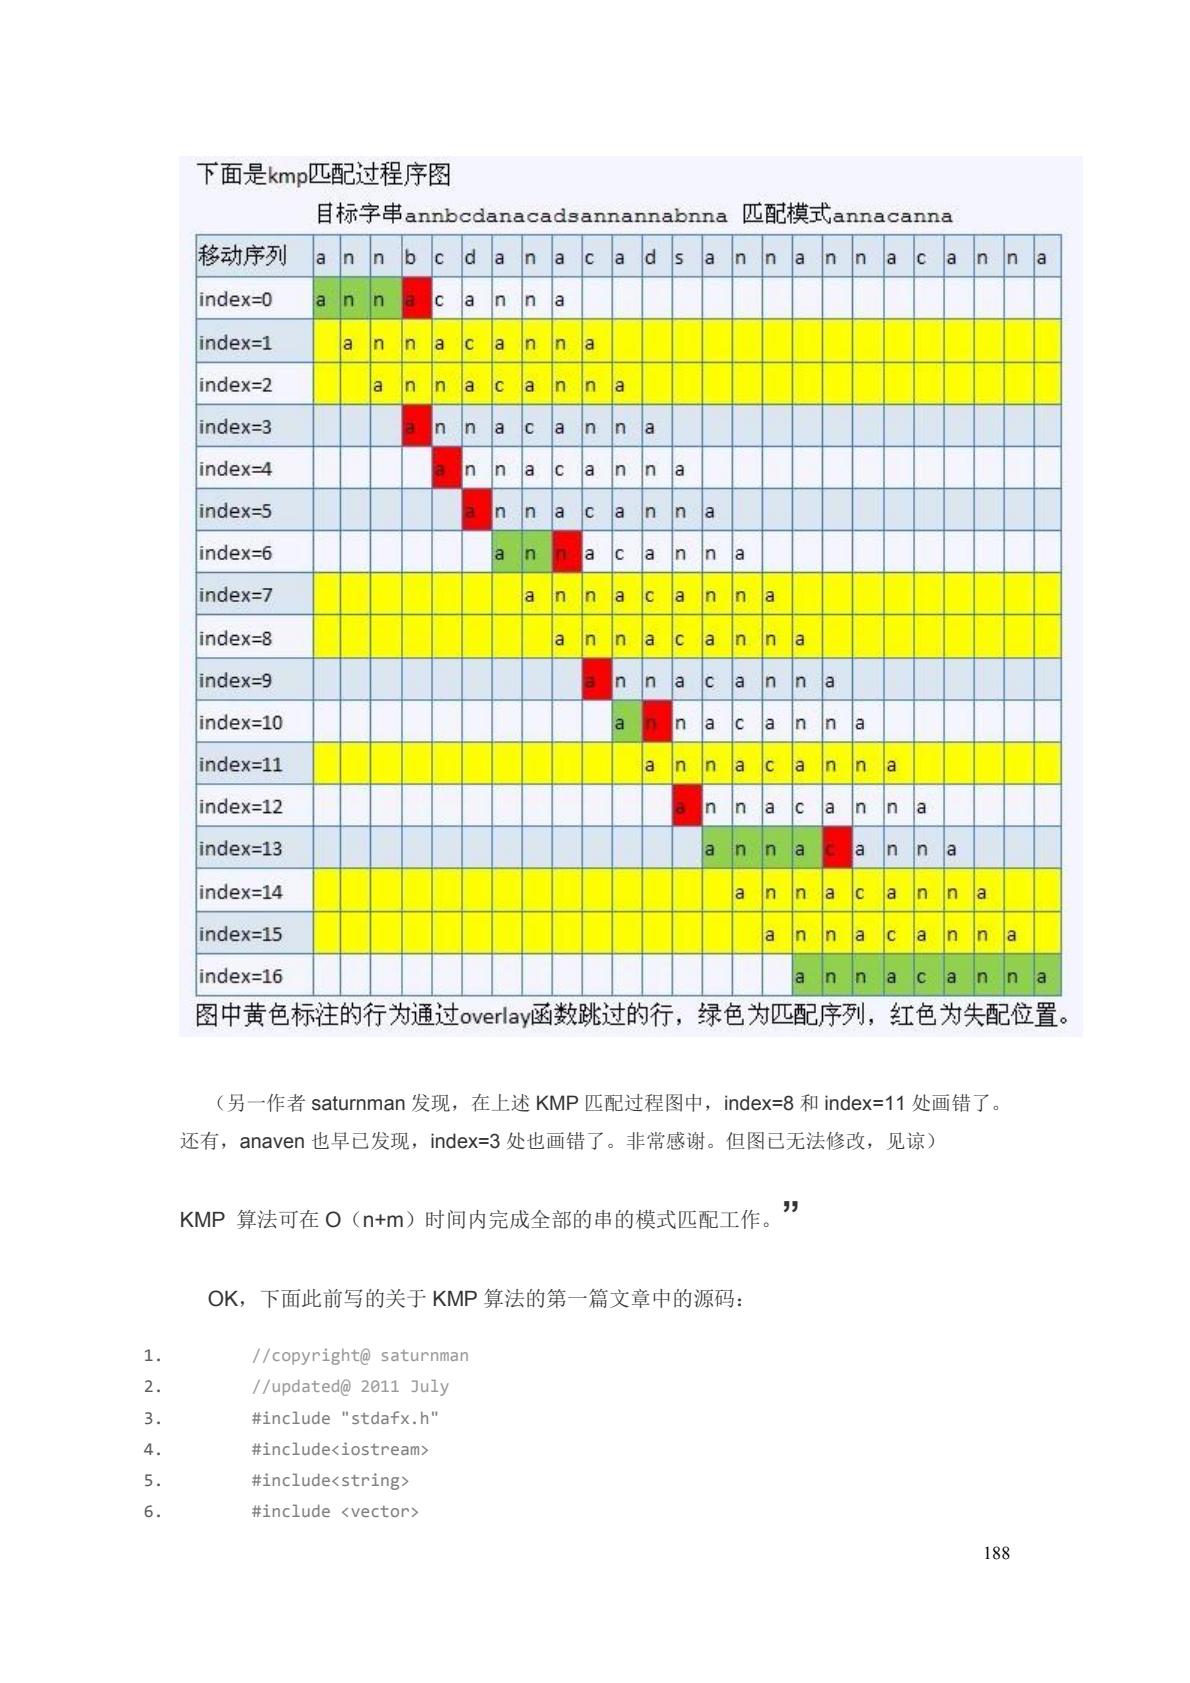 下面是kmp匹配过程序图
目标字串annbcdanacadsannannabnna 匹配模式annacanna
移动序列 a n n b c d a n a c a d s a n n a n n a c a n n a
index=0 a n n a c a n n a
index=1 a n n a c a n n a
index=2 a n n a c a n n a
index=3 a n n a c a n n a
index=4 a n n a c a n n a
index=5 a n n a c a n n a
index=6 a n n a c a n n a
index=7 a n n a c a n n a
index=8 a n n a c a n n a
index=9 a n n a c a n n a
index=10 a n n a c a n n a
index=11 a n n a c a n n a
index=12 a n n a c a n n a
index=13 a n n a c a n n a
index=14 a n n a c a n n a
index=15 a n n a c a n n a
index=16 a n n a c a n n a
图中黄色标注的行为通过overlay函数跳过的行，绿色为匹配序列，红色为失配位置。
（另一作者 saturnman 发现，在上述 KMP 匹配过程图中，index=8 和 index=11 处画错了。
还有，anaven 也早已发现，index=3 处也画错了。非常感谢。但图已无法修改，见谅）
KMP 算法可在 O（n+m）时间内完成全部的串的模式匹配工作。”
OK，下面此前写的关于 KMP 算法的第一篇文章中的源码：
1. //copyright@ saturnman
2. //updated@ 2011 July
3. #include "stdafx.h"
4. #include<iostream>
5. #include<string>
6. #include <vector>
188